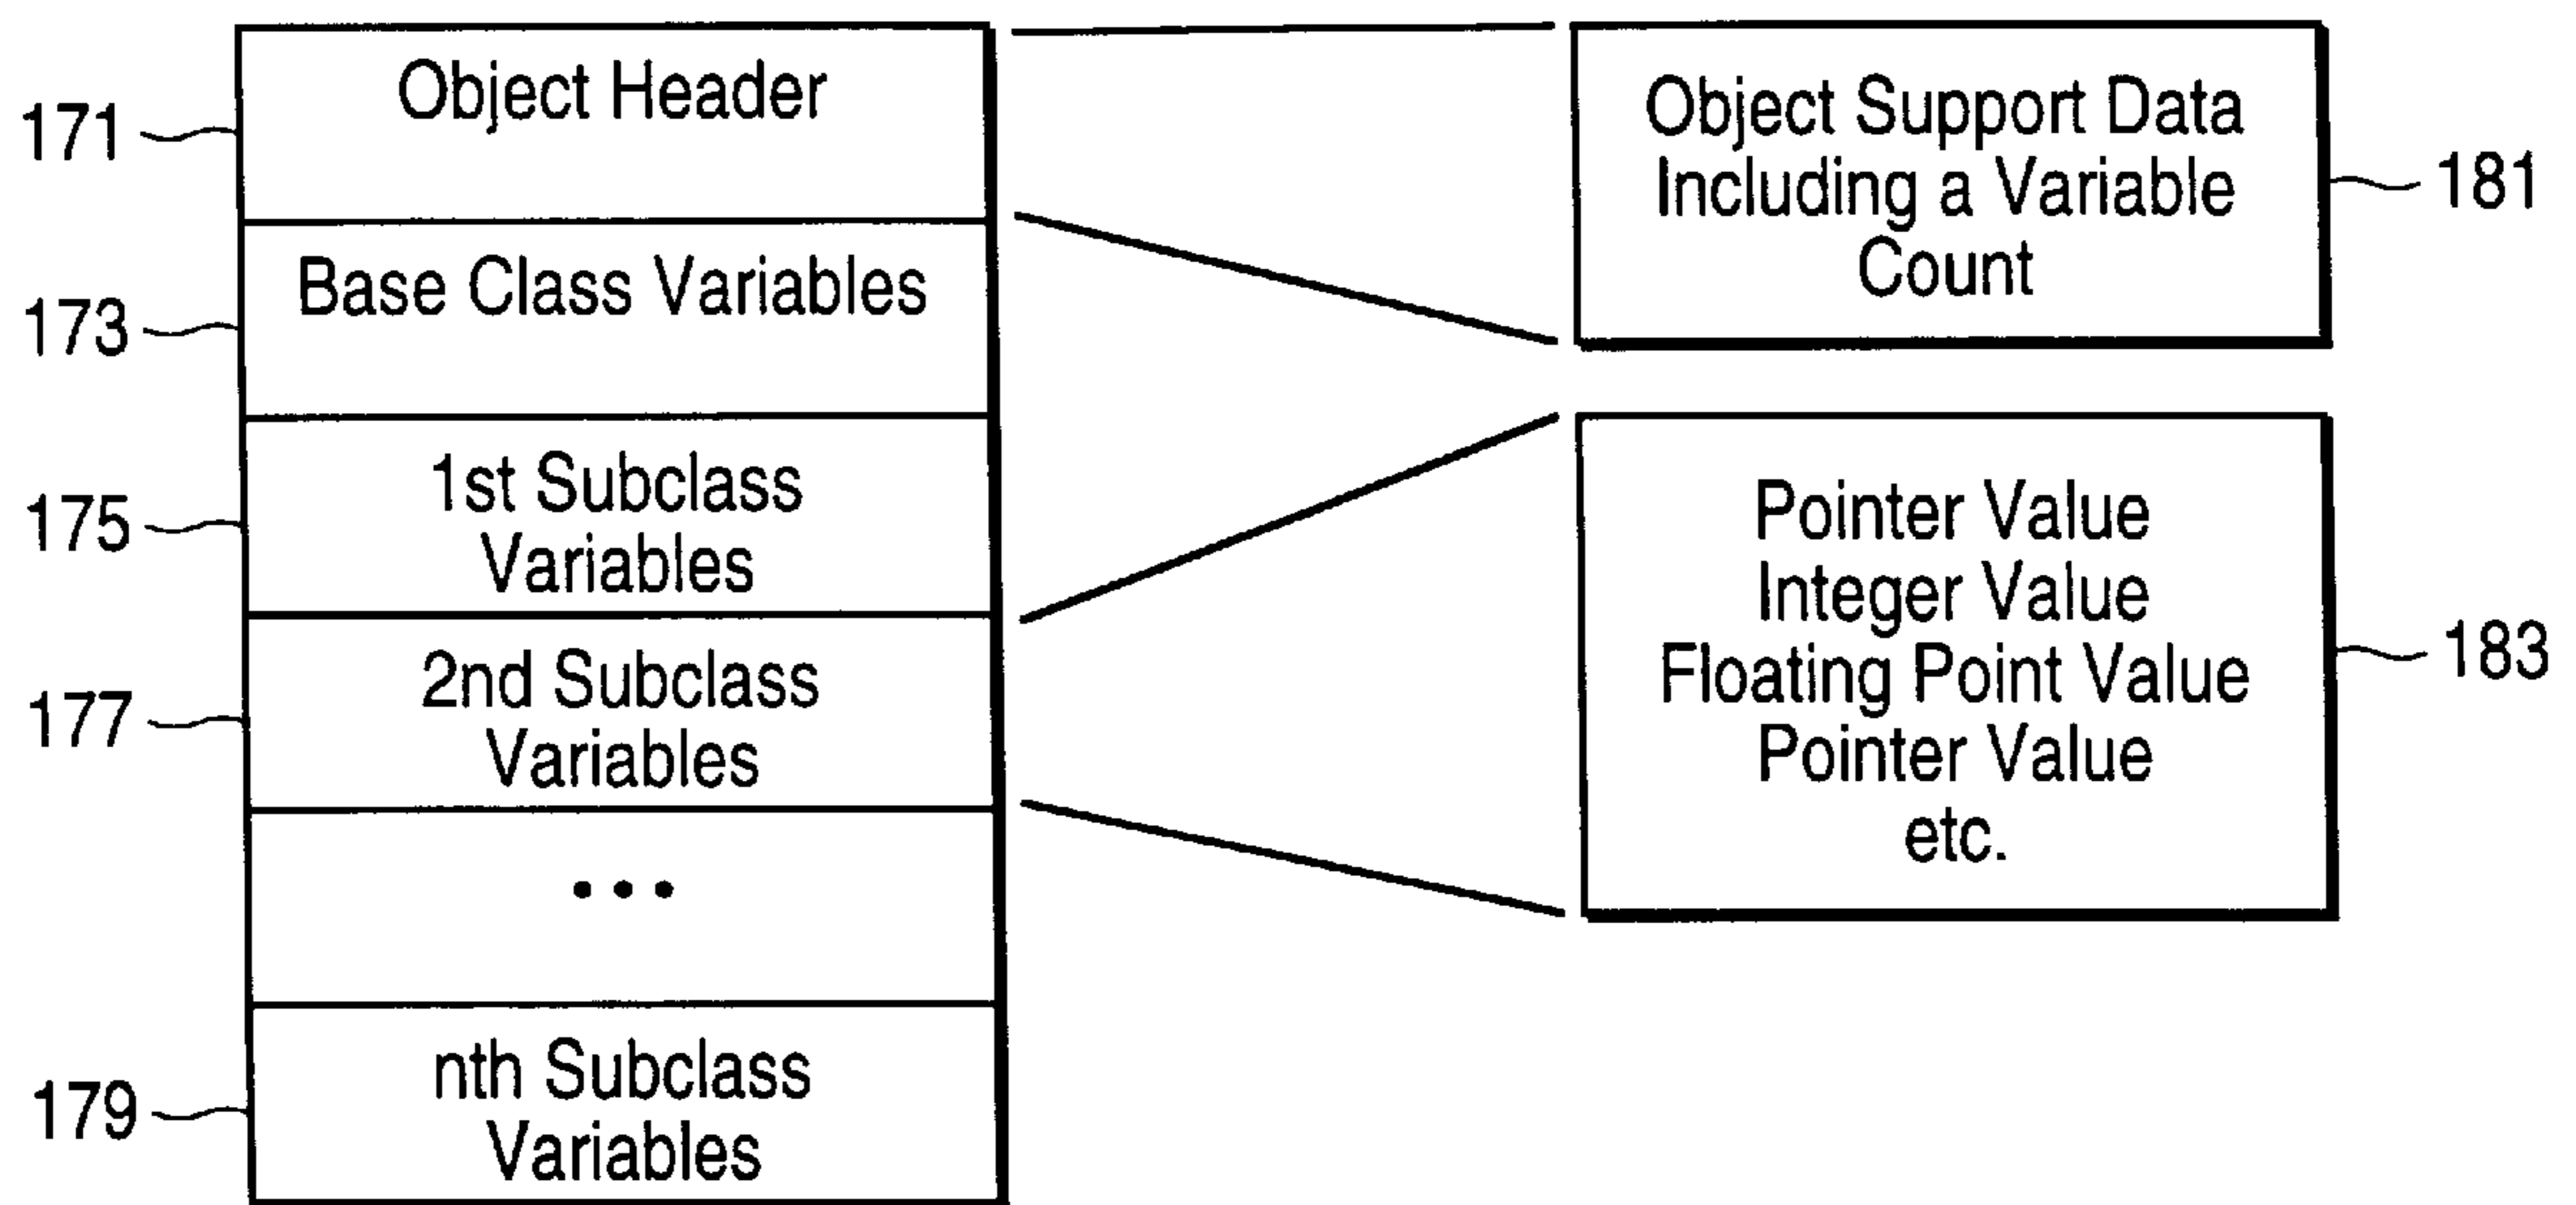 171
Object Header
173
Base Class Variables
175
1st Subclass
Variables
177
2nd Subclass
Variables
...
179
nth Subclass
Variables
Object Support Data
Including a Variable
Count
181
Pointer Value
Integer Value
Floating Point Value
Pointer Value
etc.
183